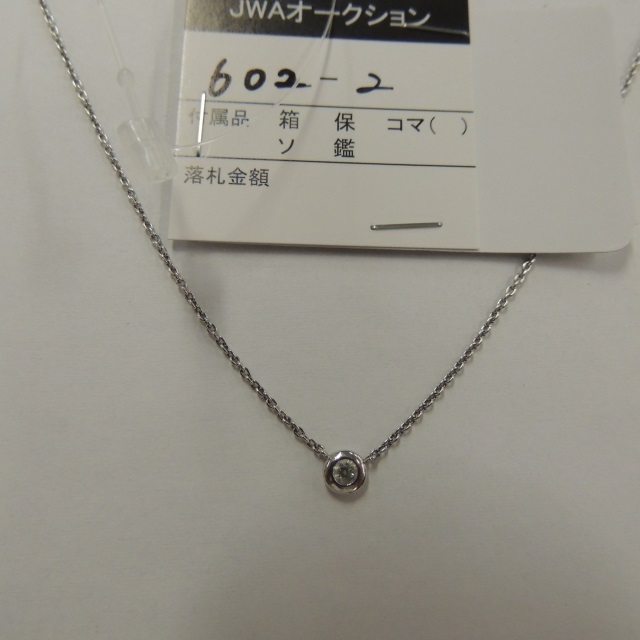 JWAオークション
602-2
付属品 箱 保 コマ( )
ソ 鑑
落札金額